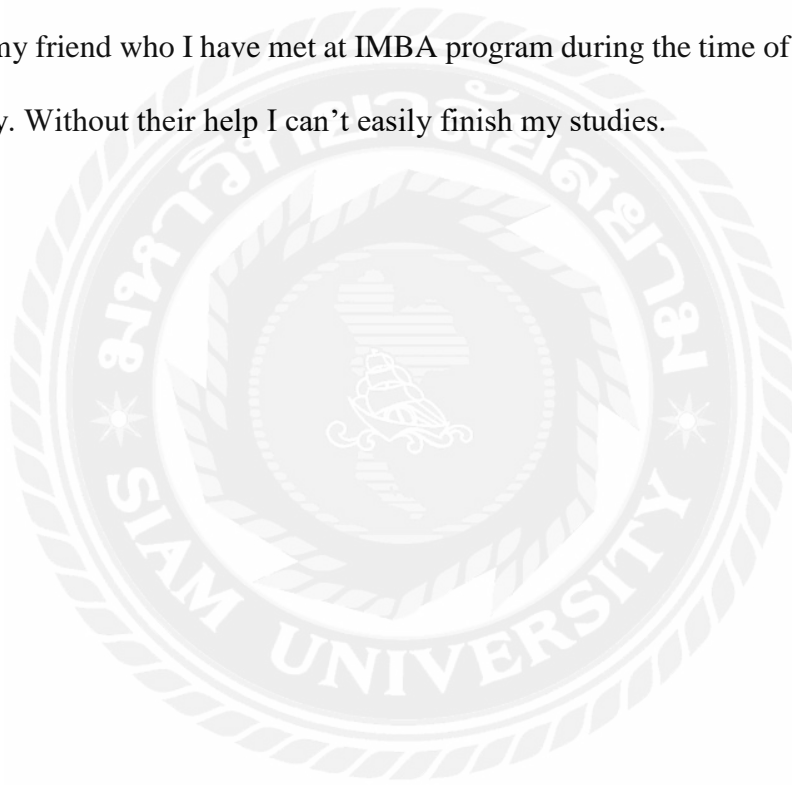 my friend who I have met at IMBA program during the time of
y. Without their help I can’t easily finish my studies.
มหาวิทยาลัยสยาม
SIAM UNIVERSITY